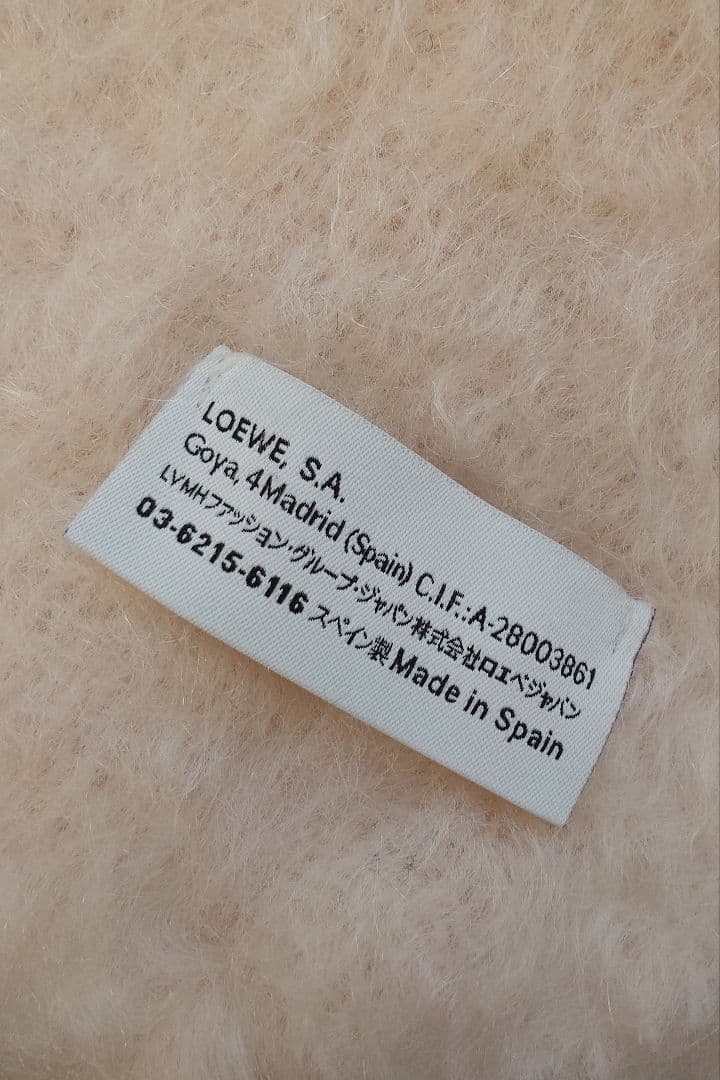 LOEWE, S.A.
Goya, 4 Madrid (Spain) C.I.F.: A-28003861
LVMHファッション・グループ・ジャパン株式会社ロエベジャパン
03-6215-6116 スペイン製 Made in Spain